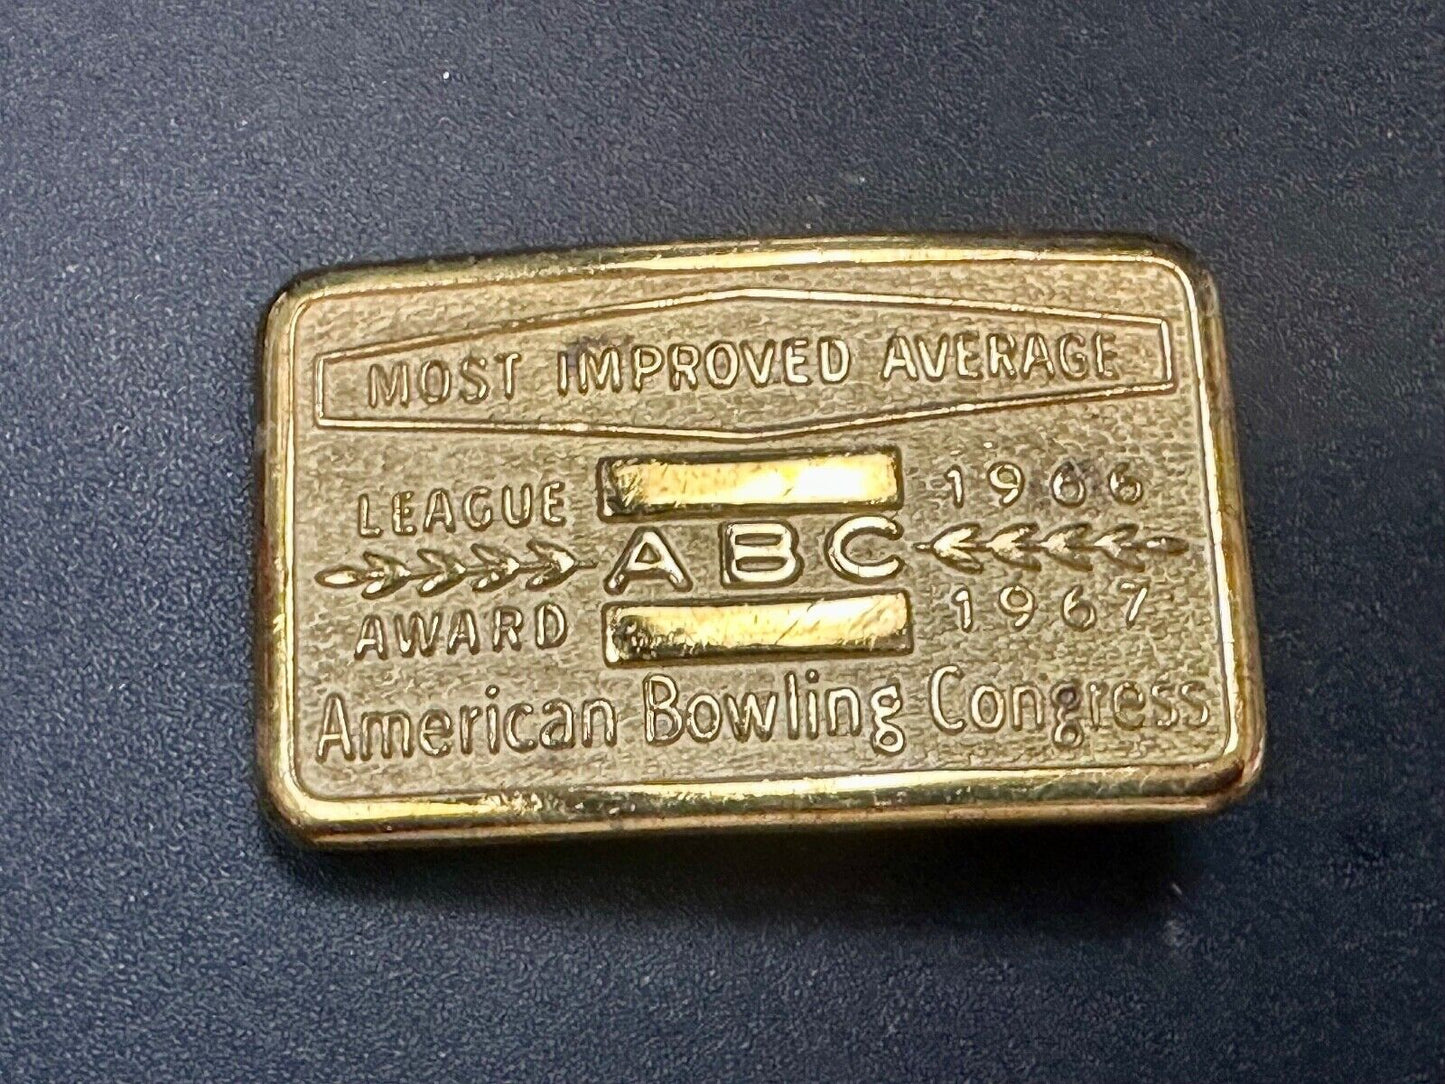 MOST IMPROVED AVERAGE
LEAGUE
AWARD
ABC
1966
1967
American Bowling Congress